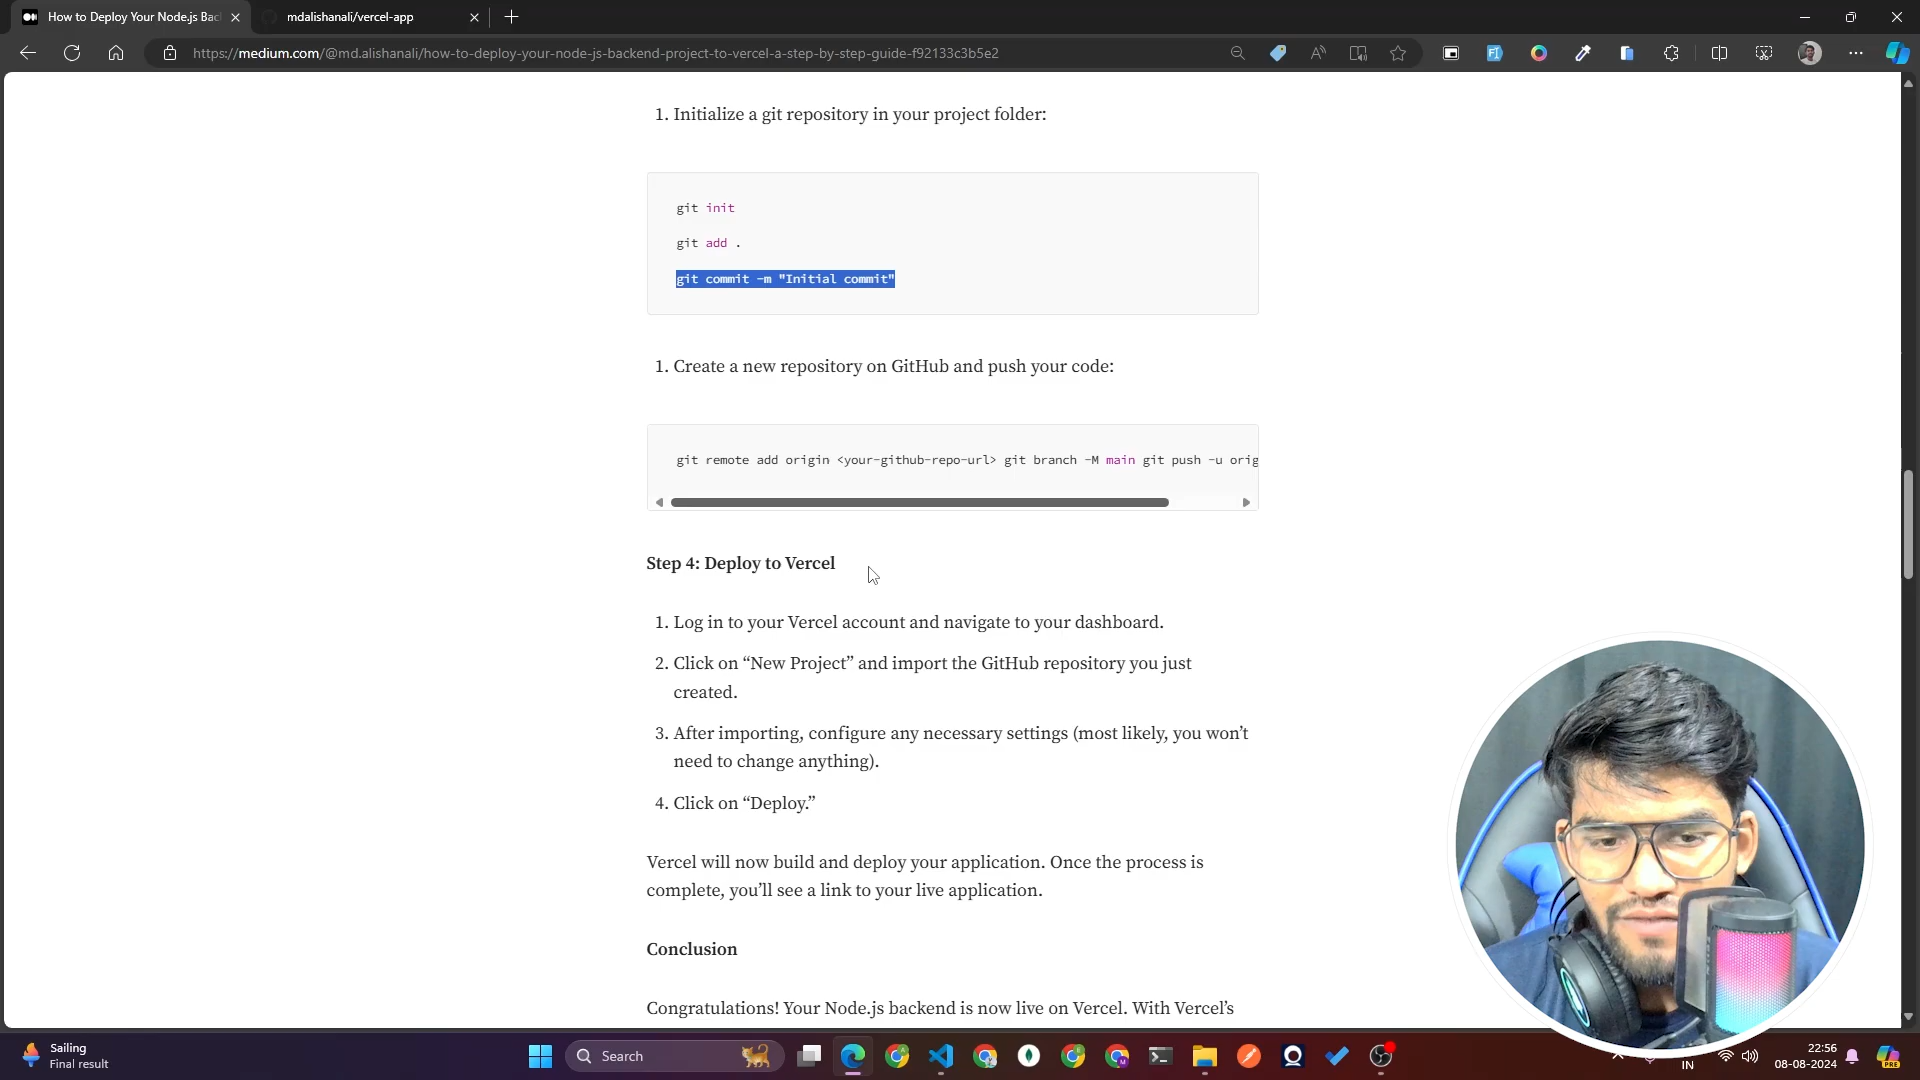 How to Deploy Your Node.js Bac
mdalishanali/vercel-app
https://medium.com/@md.alishanali/how-to-deploy-your-node-js-backend-project-to-vercel-a-step-by-step-guide-f92133c3b5e2
1. Initialize a git repository in your project folder:
git init
git add .
git commit -m "Initial commit"
1. Create a new repository on GitHub and push your code:
git remote add origin <your-github-repo-url> git branch -M main git push -u orig
Step 4: Deploy to Vercel
1. Log in to your Vercel account and navigate to your dashboard.
2. Click on “New Project” and import the GitHub repository you just
created.
3. After importing, configure any necessary settings (most likely, you won’t
need to change anything).
4. Click on “Deploy.”
Vercel will now build and deploy your application. Once the process is
complete, you’ll see a link to your live application.
Conclusion
Congratulations! Your Node.js backend is now live on Vercel. With Vercel’s
Sailing
Final result
Search
IN
22:56
08-08-2024
PRE